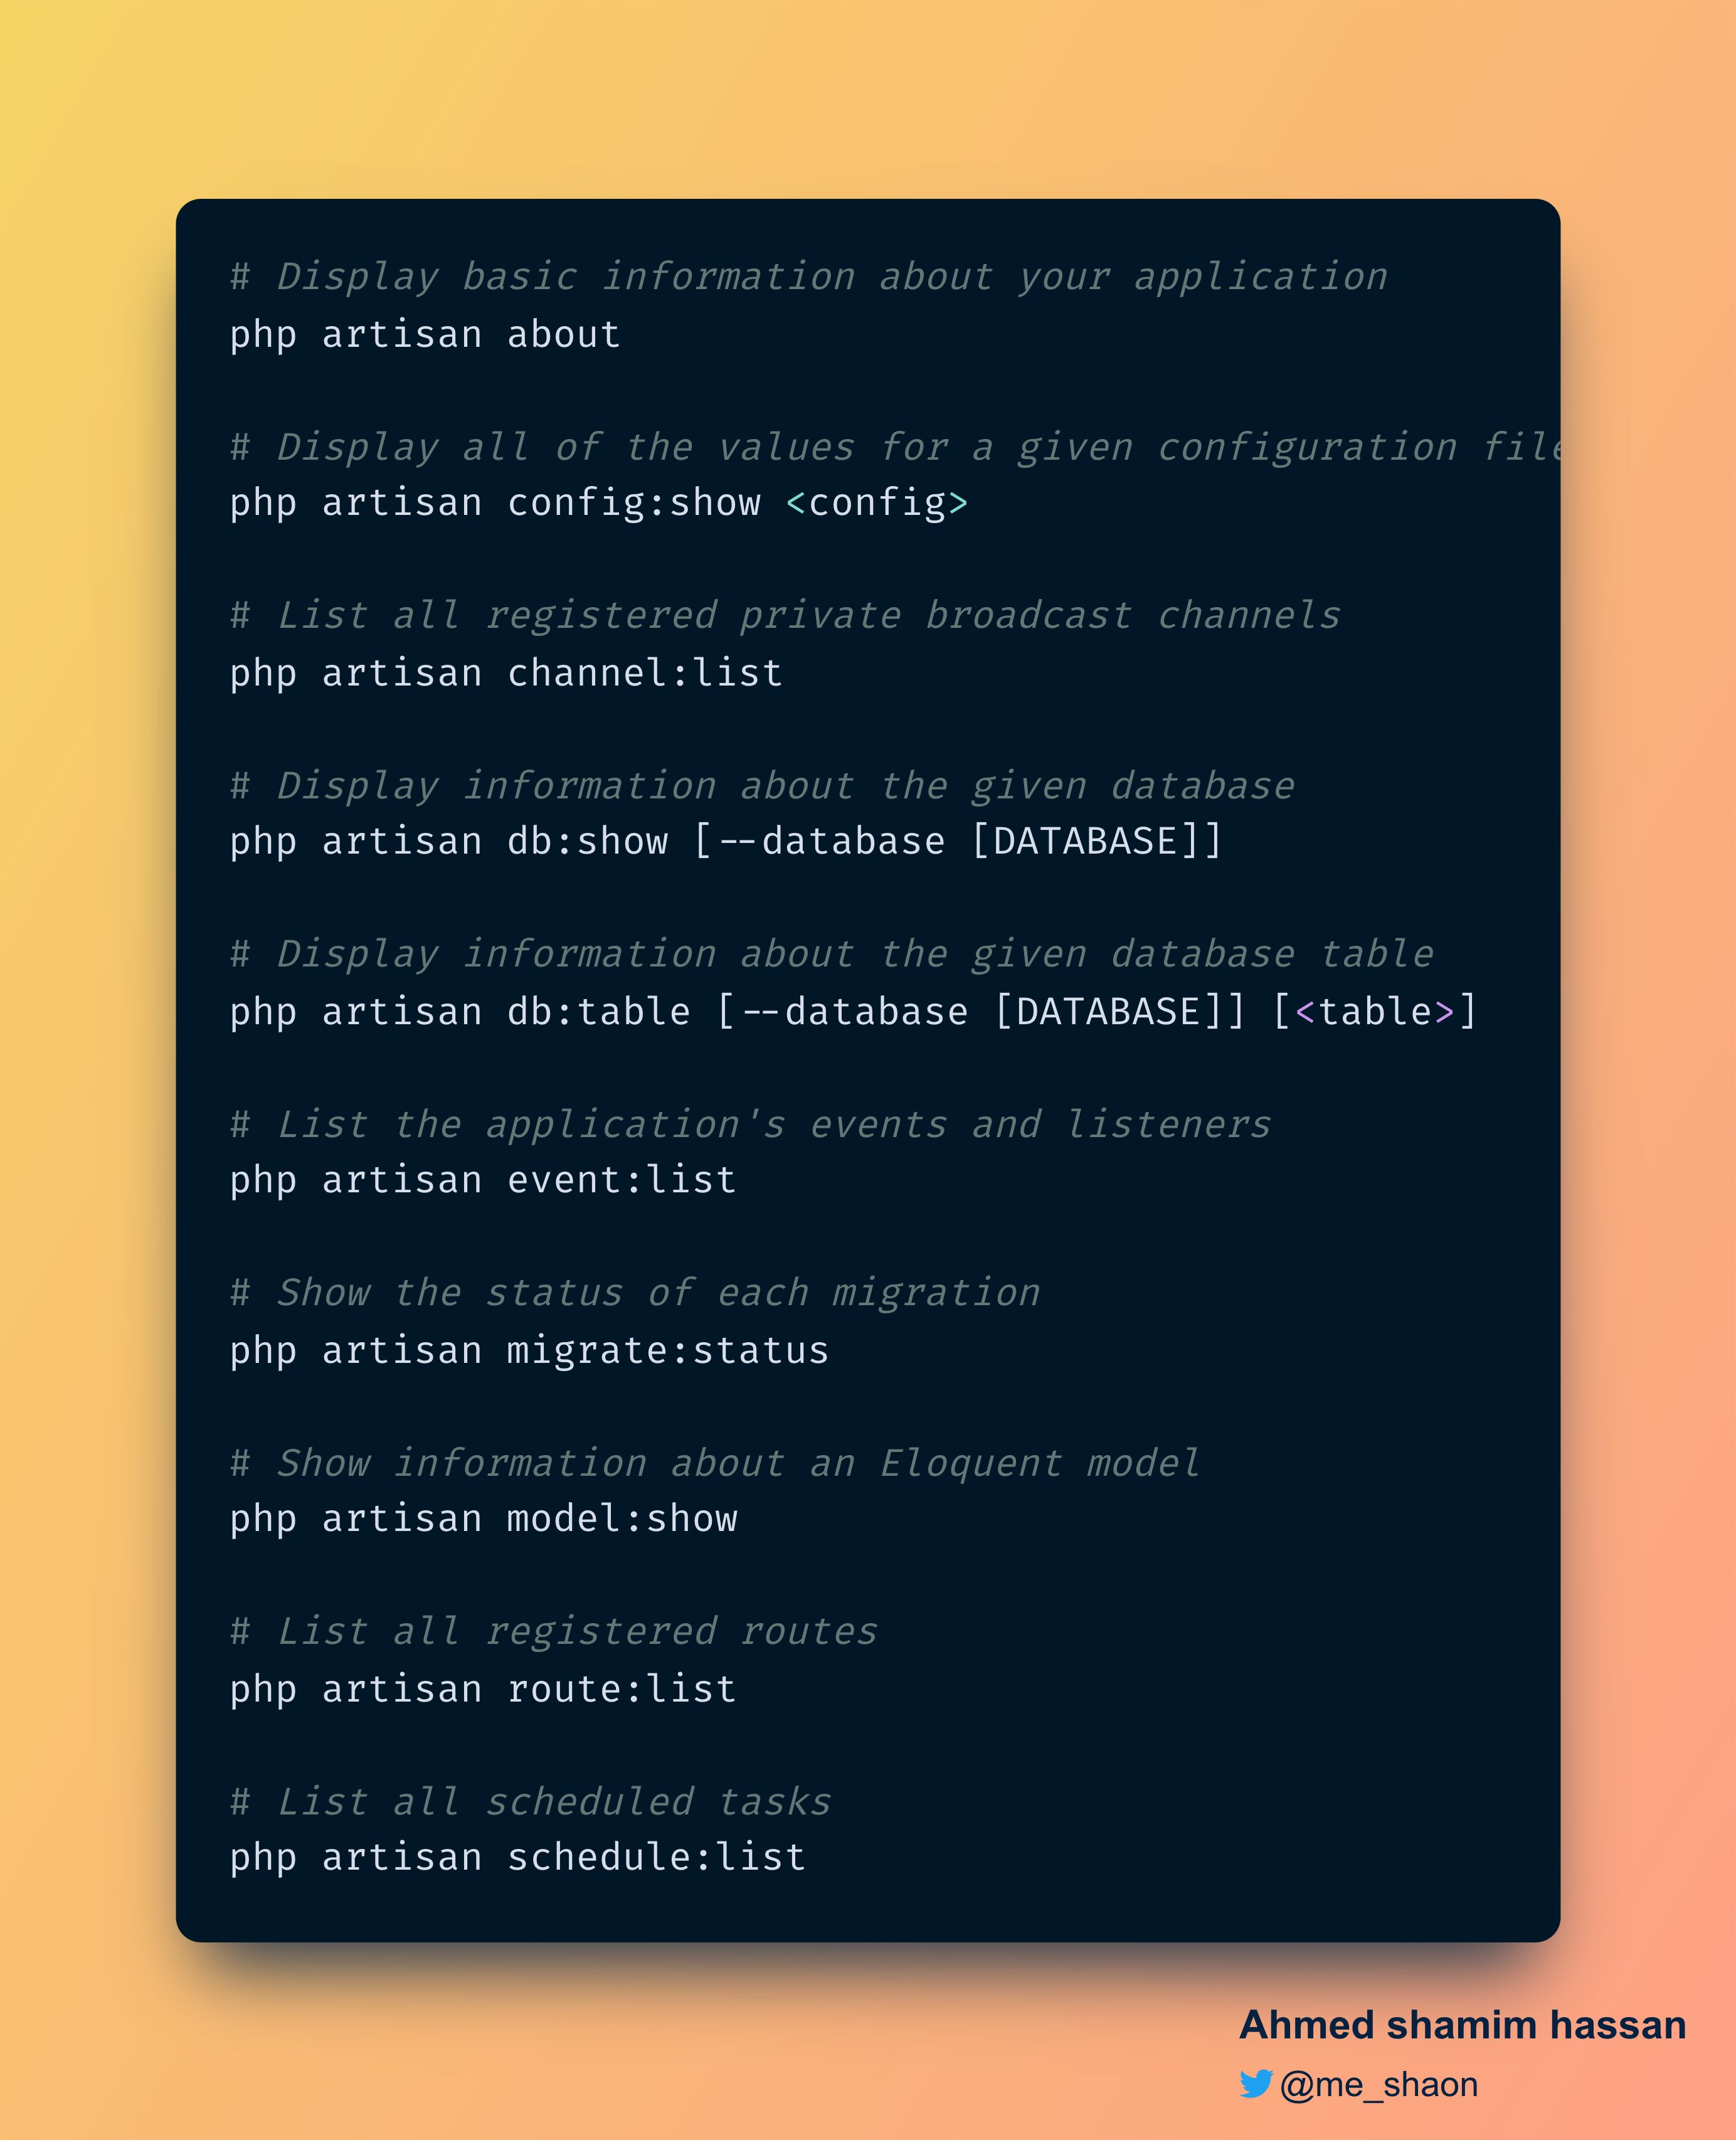 # Display basic information about your application
php artisan about
# Display all of the values for a given configuration file
php artisan config:show <config>
# List all registered private broadcast channels
php artisan channel:list
# Display information about the given database
php artisan db:show [--database [DATABASE]]
# Display information about the given database table
php artisan db:table [--database [DATABASE]] [<table>]
# List the application's events and listeners
php artisan event:list
# Show the status of each migration
php artisan migrate:status
# Show information about an Eloquent model
php artisan model:show
# List all registered routes
php artisan route:list
# List all scheduled tasks
php artisan schedule:list
Ahmed shamim hassan
@me_shaon